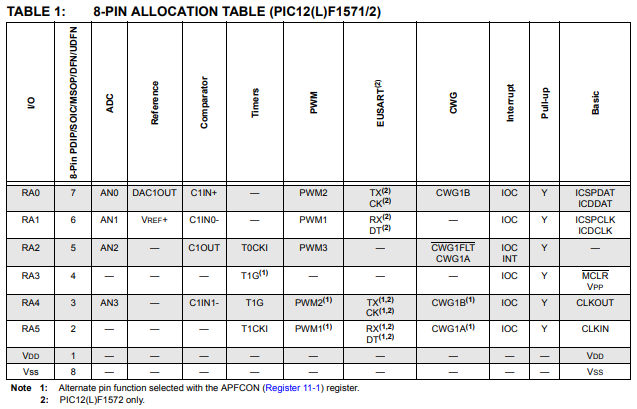 TABLE 1: 8-PIN ALLOCATION TABLE (PIC12(L)F1571/2)
I/O 8-Pin PDIP/SOIC/MSOP/DFN/UDFN ADC Reference Comparator Timers PWM EUSART(2) CWG Interrupt Pull-up Basic
RA0 7 AN0 DAC1OUT C1IN+ — PWM2 TX(2) CWG1B IOC Y ICSPDAT
CK(2) ICDDAT
RA1 6 AN1 VREF+ C1IN0- — PWM1 RX(2) — IOC Y ICSPCLK
DT(2) ICDCLK
RA2 5 AN2 — C1OUT T0CKI PWM3 — CWG1FLT IOC Y —
CWG1A INT
RA3 4 — — — T1G(1) — — — IOC Y MCLR
VPP
RA4 3 AN3 — C1IN1- T1G PWM2(1) TX(1,2) CWG1B(1) IOC Y CLKOUT
CK(1,2)
RA5 2 — — — T1CKI PWM1(1) RX(1,2) CWG1A(1) IOC Y CLKIN
DT(1,2)
VDD 1 — — — — — — — — — VDD
VSS 8 — — — — — — — — — VSS
Note 1: Alternate pin function selected with the APFCON (Register 11-1) register.
2: PIC12(L)F1572 only.